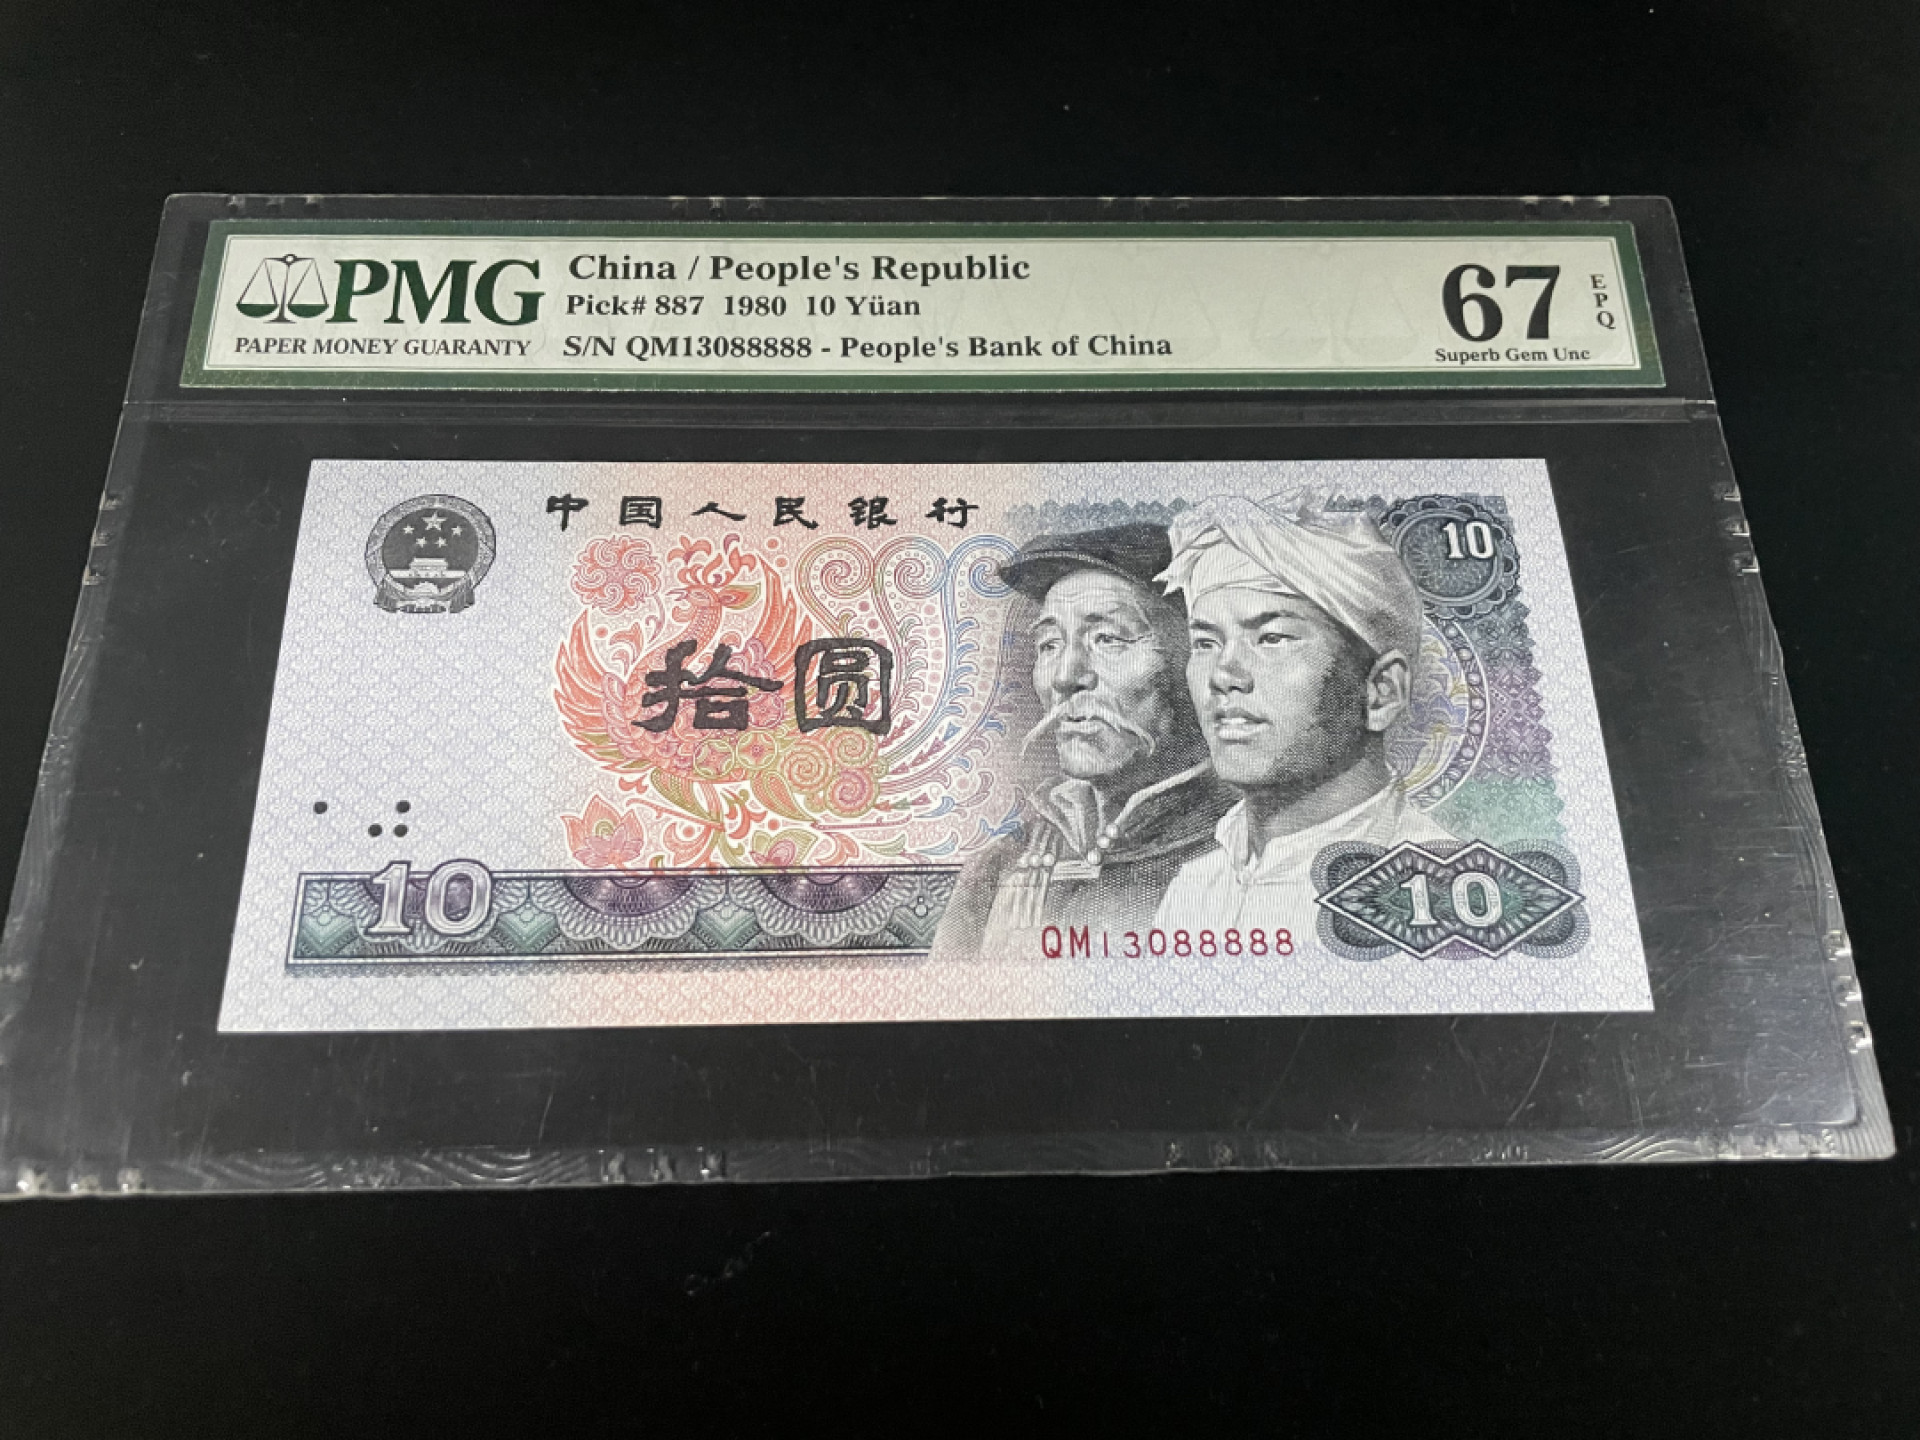 PMG
PAPER MONEY GUARANTY
China / People's Republic
Pick# 887 1980 10 Yüan
S/N QM13088888 - People's Bank of China
67
EPQ
Superb Gem Unc
中国人民银行
10
拾圆
10
10
QM13088888